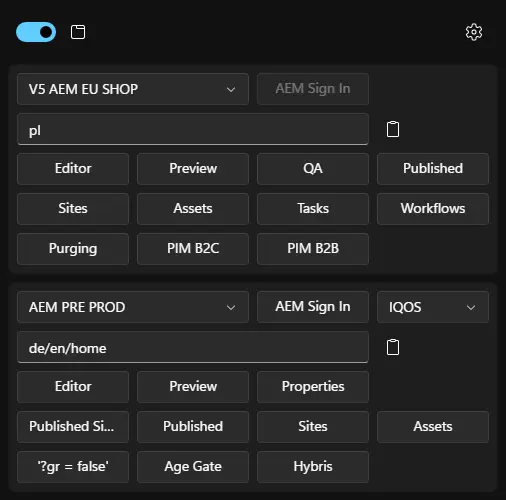 V5 AEM EU SHOP AEM Sign In
pl
Editor Preview QA Published
Sites Assets Tasks Workflows
Purging PIM B2C PIM B2B
AEM PRE PROD AEM Sign In IQOS
de/en/home
Editor Preview Properties
Published Si... Published Sites Assets
'?gr = false' Age Gate Hybris